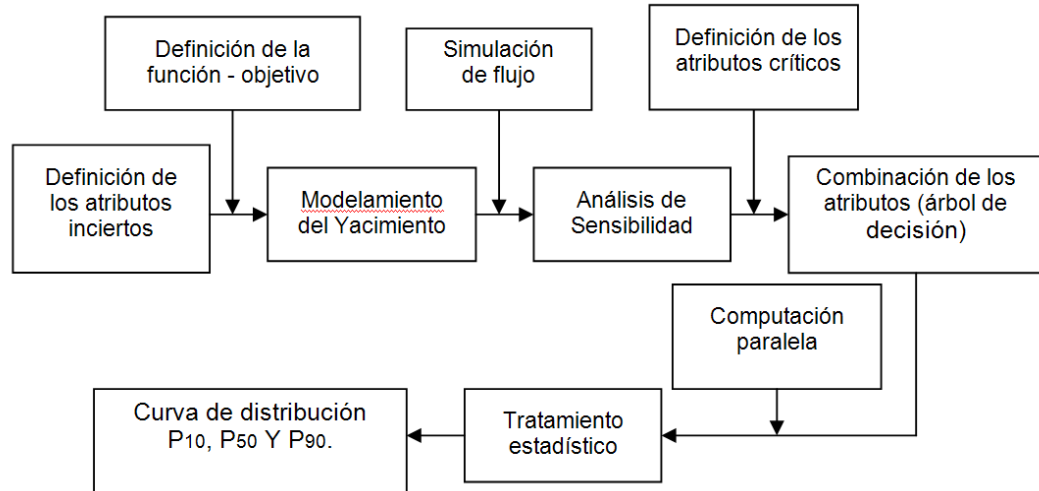 Definición de la
función - objetivo
Simulación
de flujo
Definición de los
atributos críticos
Definición de
los atributos
inciertos
Modelamiento
del Yacimiento
Análisis de
Sensibilidad
Combinación de los
atributos (árbol de
decisión)
Computación
paralela
Curva de distribución
P10, P50 Y P90.
Tratamiento
estadístico